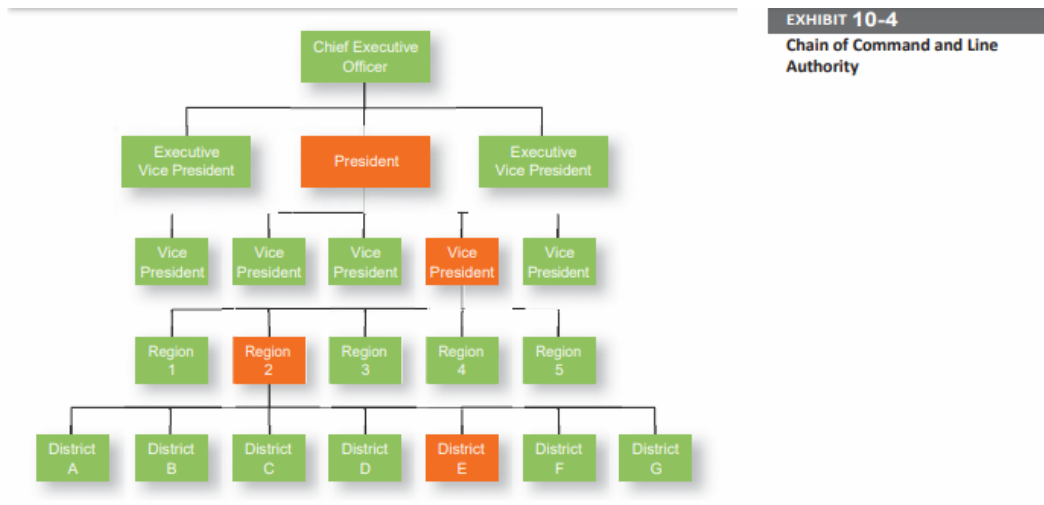 EXHIBIT 10-4
Chain of Command and Line
Authority
Chief Executive
Officer
Executive
Vice President
President
Executive
Vice President
Vice
President
Vice
President
Vice
President
Vice
President
Vice
President
Region
1
Region
2
Region
3
Region
4
Region
5
District
A
District
B
District
C
District
D
District
E
District
F
District
G